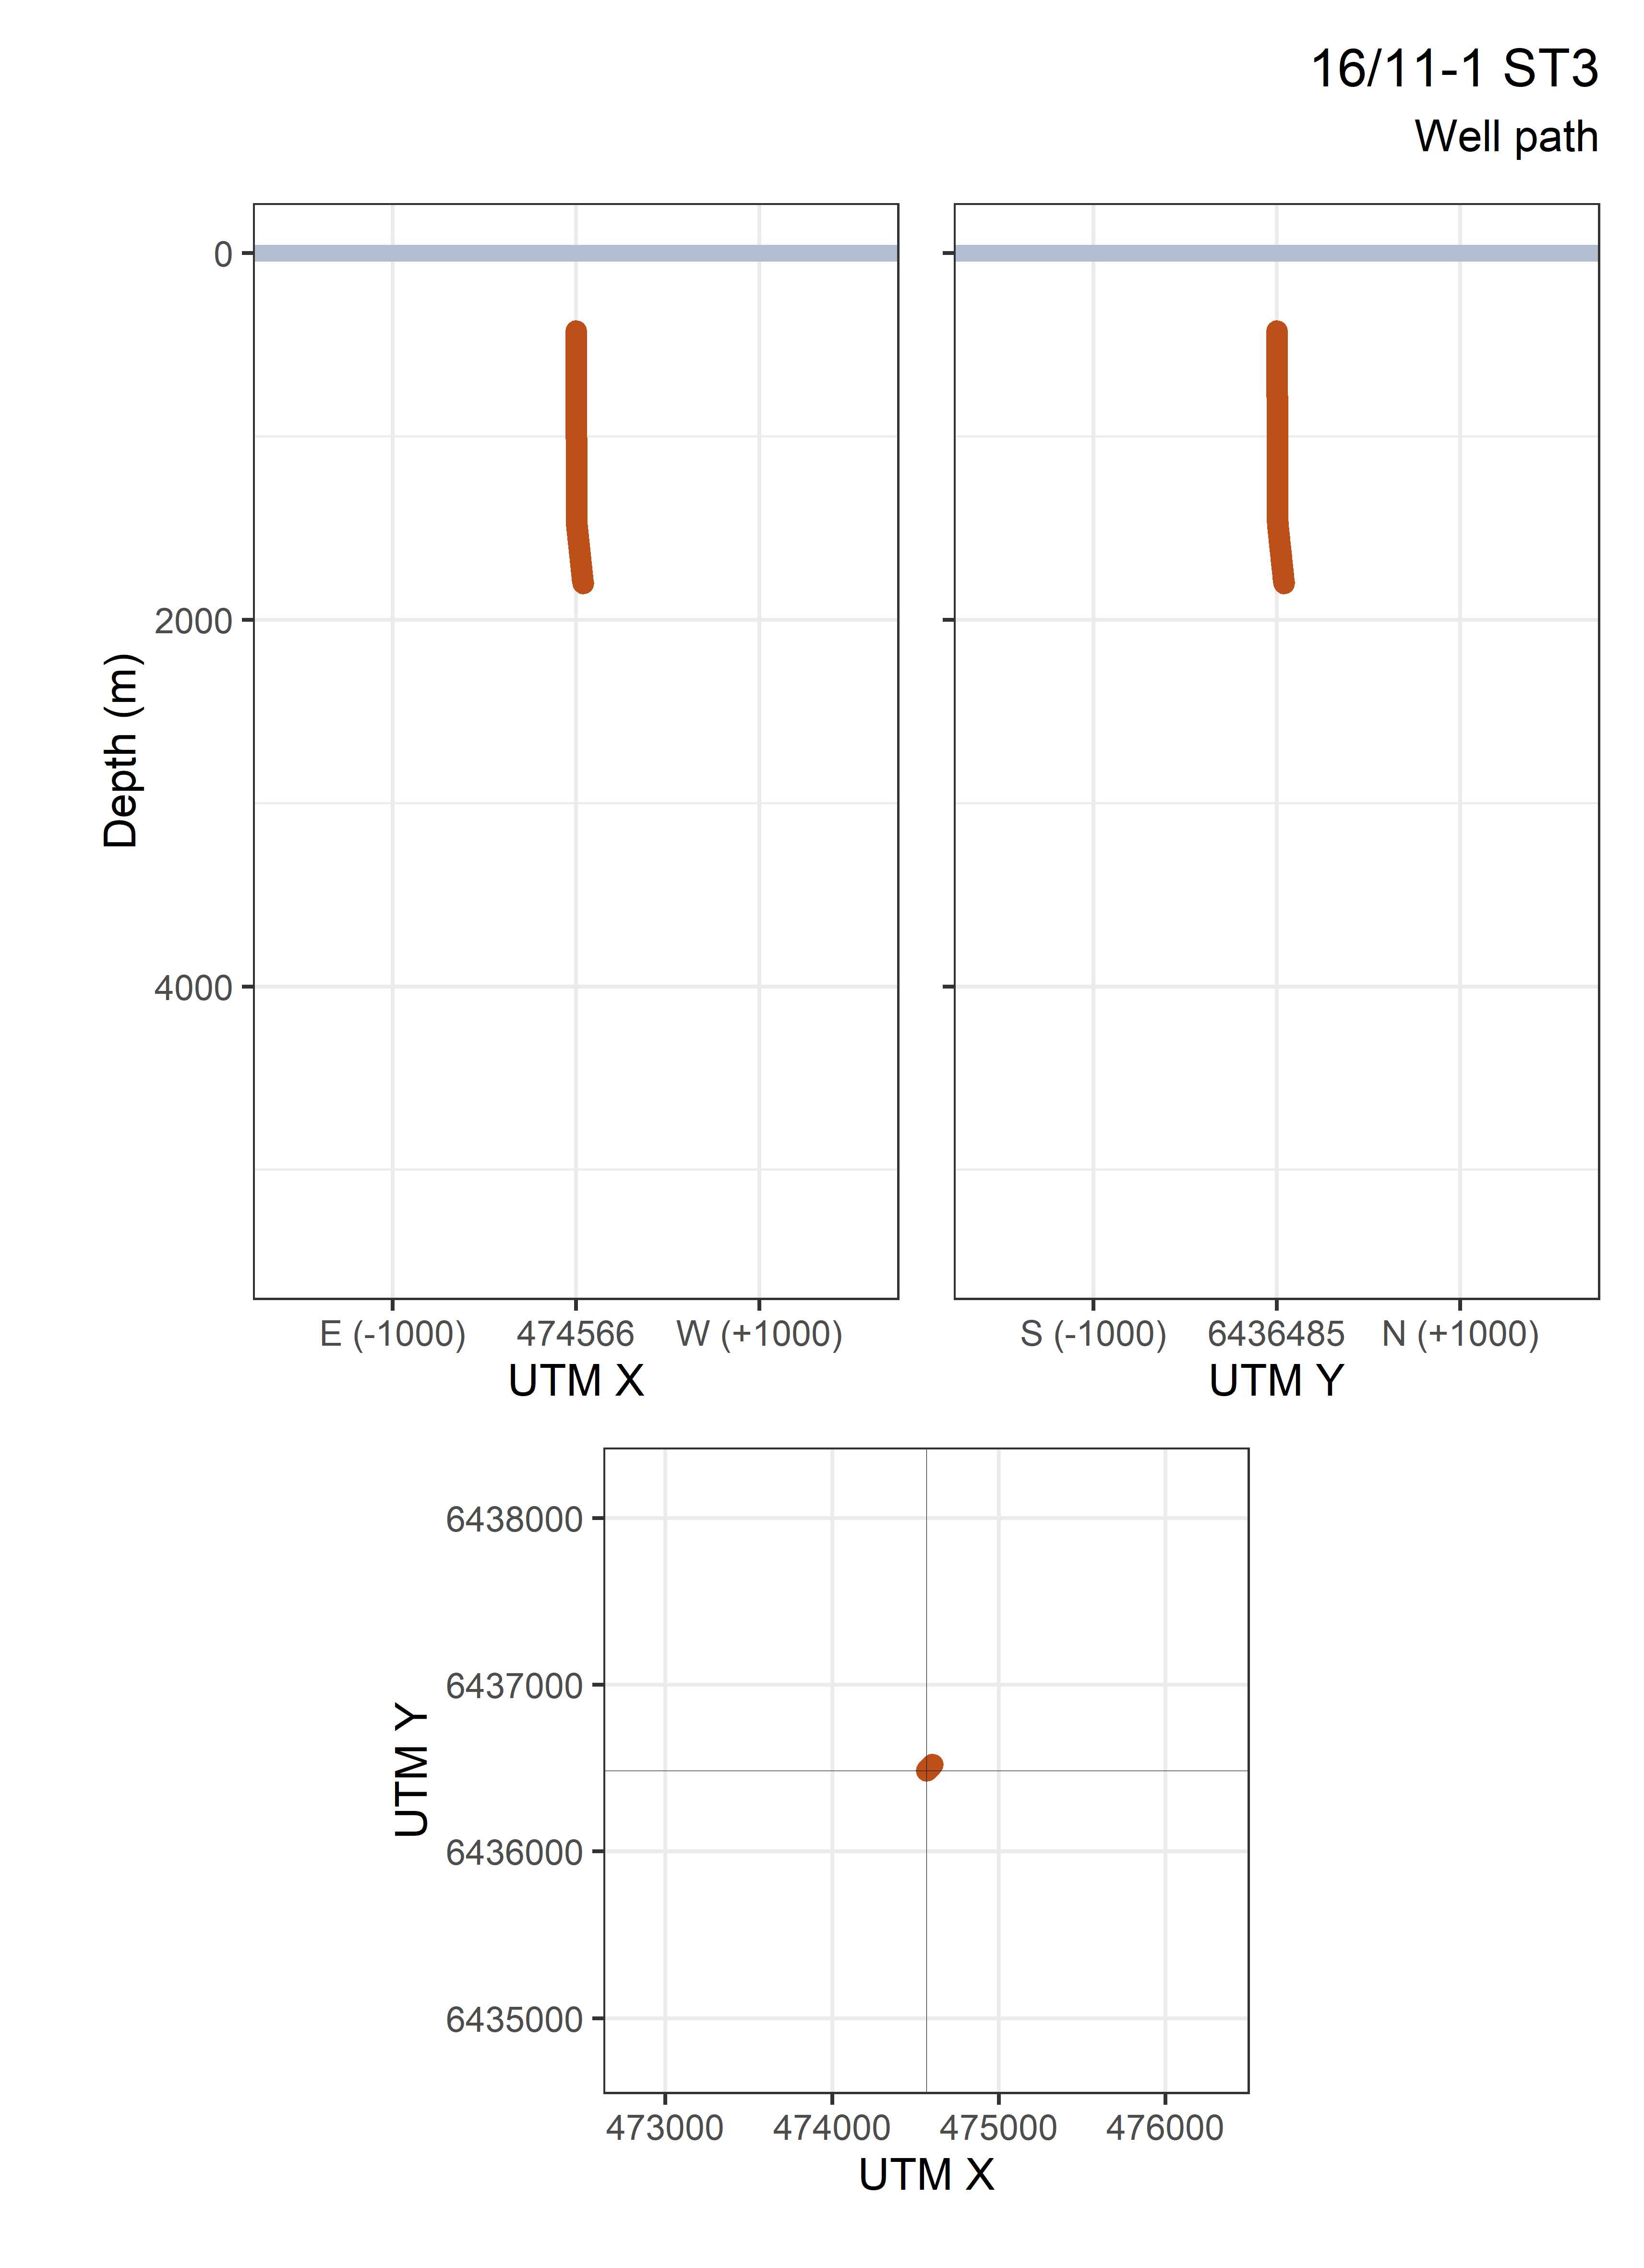 16/11-1 ST3
Well path
Depth (m)
0
2000
4000
E (-1000) 474566 W (+1000)
UTM X
S (-1000) 6436485 N (+1000)
UTM Y
UTM Y
6438000
6437000
6436000
6435000
473000 474000 475000 476000
UTM X